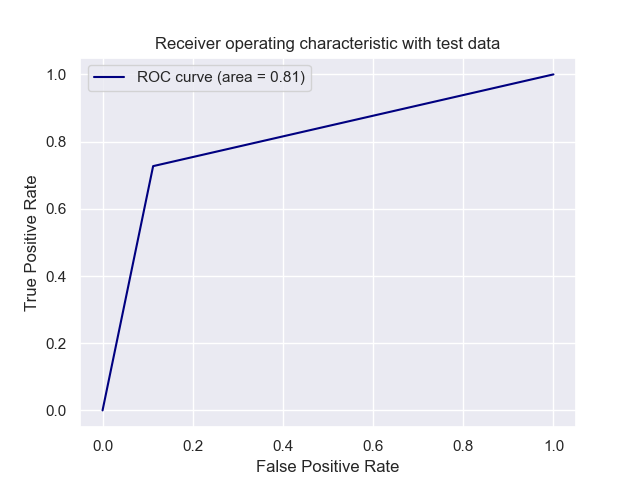 Receiver operating characteristic with test data
ROC curve (area = 0.81)
1.0
0.8
0.6
0.4
0.2
0.0
True Positive Rate
0.0 0.2 0.4 0.6 0.8 1.0
False Positive Rate